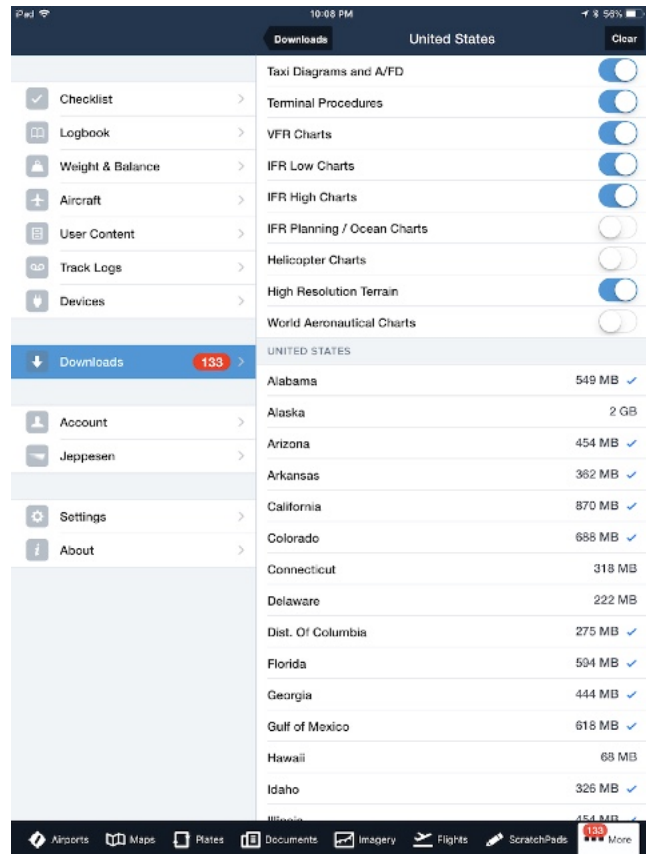 iPad 10:08 PM 56%
Downloads United States Clear
Checklist
Logbook
Weight & Balance
Aircraft
User Content
Track Logs
Devices
Downloads 133
Account
Jeppesen
Settings
About
Taxi Diagrams and A/FD
Terminal Procedures
VFR Charts
IFR Low Charts
IFR High Charts
IFR Planning / Ocean Charts
Helicopter Charts
High Resolution Terrain
World Aeronautical Charts
UNITED STATES
Alabama 549 MB
Alaska 2 GB
Arizona 454 MB
Arkansas 362 MB
California 870 MB
Colorado 688 MB
Connecticut 318 MB
Delaware 222 MB
Dist. Of Columbia 275 MB
Florida 594 MB
Georgia 444 MB
Gulf of Mexico 618 MB
Hawaii 68 MB
Idaho 326 MB
Illinois 454 MB
Airports Maps Plates Documents Imagery Flights ScratchPads 133 More